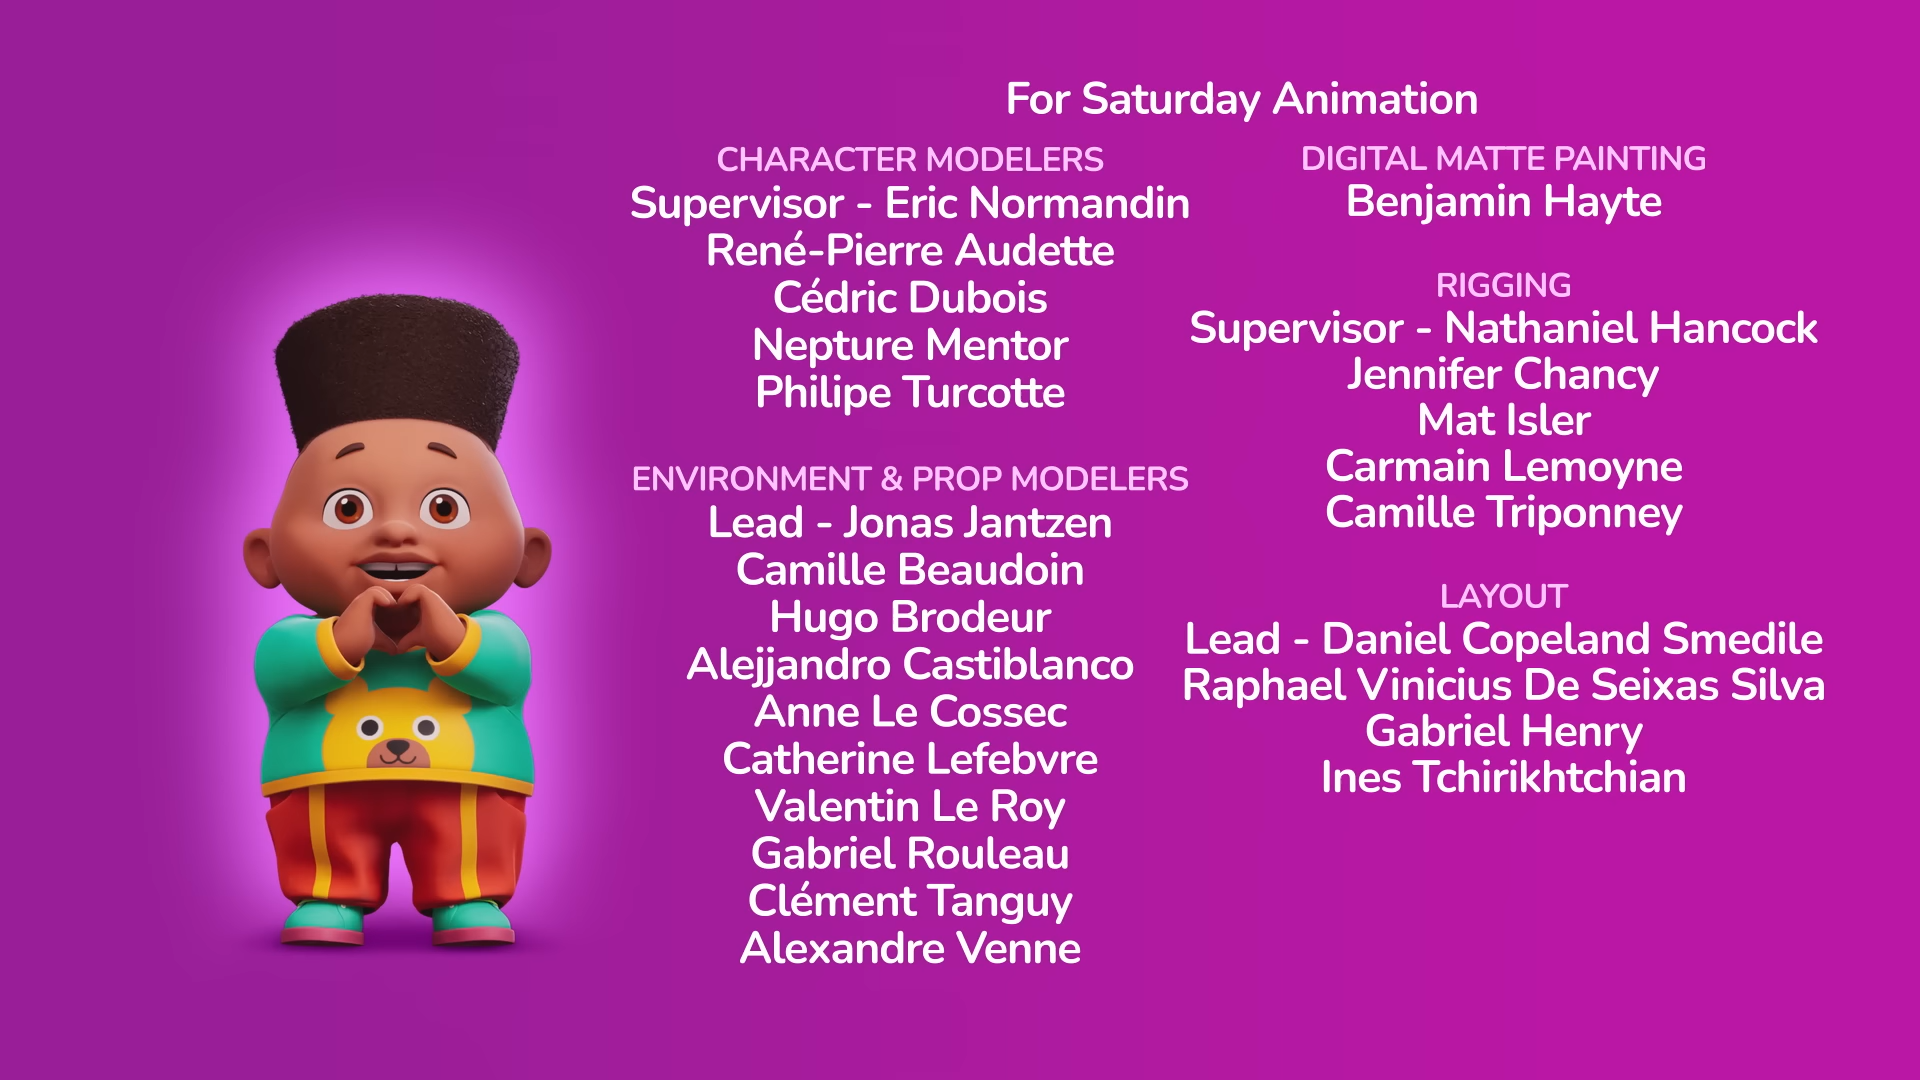 For Saturday Animation
CHARACTER MODELERS
Supervisor - Eric Normandin
René-Pierre Audette
Cédric Dubois
Nepture Mentor
Philipe Turcotte
ENVIRONMENT & PROP MODELERS
Lead - Jonas Jantzen
Camille Beaudoin
Hugo Brodeur
Alejjandro Castiblanco
Anne Le Cossec
Catherine Lefebvre
Valentin Le Roy
Gabriel Rouleau
Clément Tanguy
Alexandre Venne
DIGITAL MATTE PAINTING
Benjamin Hayte
RIGGING
Supervisor - Nathaniel Hancock
Jennifer Chancy
Mat Isler
Carmain Lemoyne
Camille Triponney
LAYOUT
Lead - Daniel Copeland Smedile
Raphael Vinicius De Seixas Silva
Gabriel Henry
Ines Tchirikhtchian